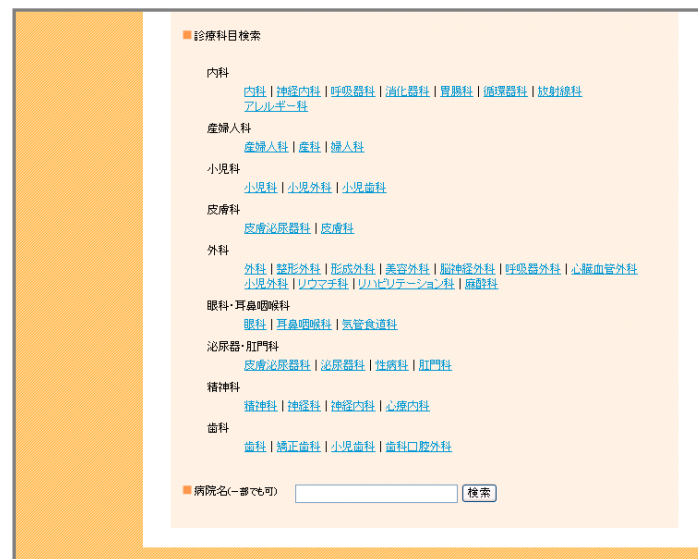 診療科目検索
内科
内科 | 神経内科 | 呼吸器科 | 消化器科 | 胃腸科 | 循環器科 | 放射線科
アレルギー科
産婦人科
産婦人科 | 産科 | 婦人科
小児科
小児科 | 小児外科 | 小児歯科
皮膚科
皮膚泌尿器科 | 皮膚科
外科
外科 | 整形外科 | 形成外科 | 美容外科 | 脳神経外科 | 呼吸器外科 | 心臓血管外科
小児外科 | リウマチ科 | リハビリテーション科 | 麻酔科
眼科・耳鼻咽喉科
眼科 | 耳鼻咽喉科 | 気管食道科
泌尿器・肛門科
皮膚泌尿器科 | 泌尿器科 | 性病科 | 肛門科
精神科
精神科 | 神経科 | 神経内科 | 心療内科
歯科
歯科 | 矯正歯科 | 小児歯科 | 歯科口腔外科
病院名(一部でも可) 検索